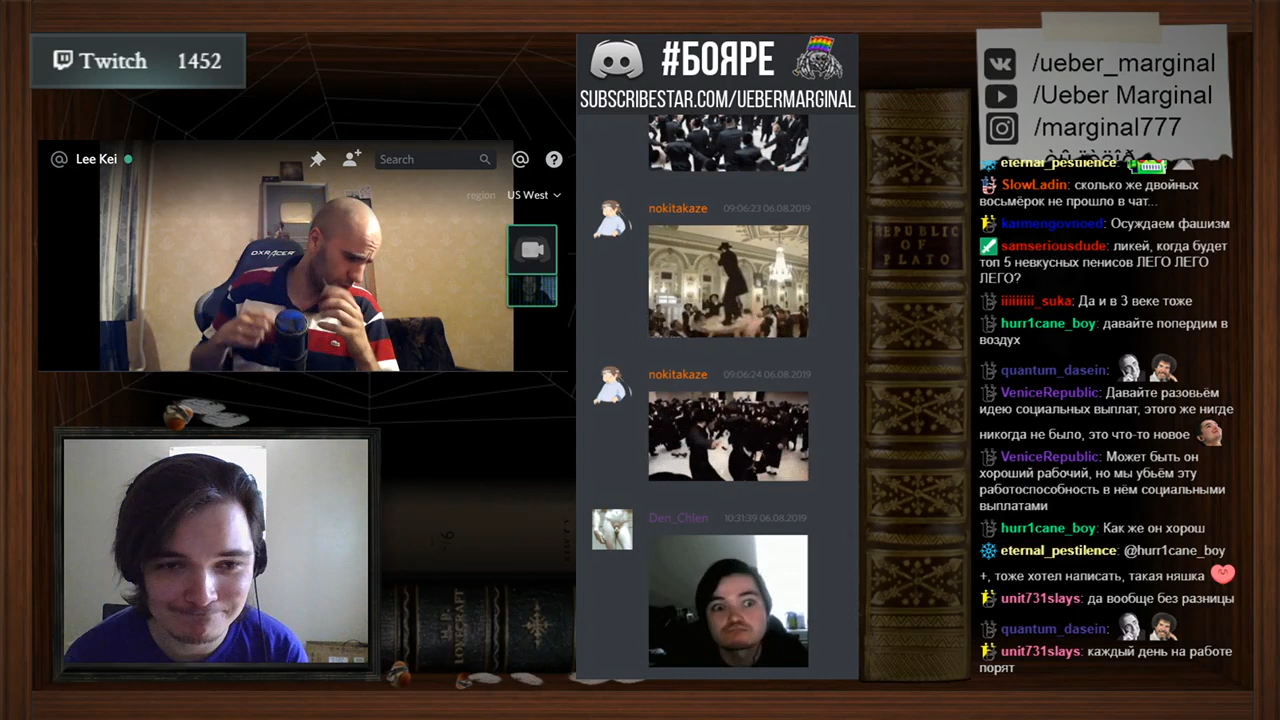 Twitch 1452
Lee Kei
Search
region
US West
OXRACER
#БОЯРЕ
SUBSCRIBESTAR.COM/UEBERMARGINAL
nokitakaze 09:06:23 06.08.2019
nokitakaze 09:06:24 06.08.2019
Den_Chlen 10:31:39 06.08.2019
H.P.
LOVECRAFT
REPUBLIC
OF
PLATO
/ueber_marginal
/Ueber Marginal
/marginal777
eternal_pestilence:
SlowLadin: сколько же двойных
восьмёрок не прошло в чат...
karmengovnoed: Осуждаем фашизм
samseriousdude: ликей, когда будет
топ 5 невкусных пенисов ЛЕГО ЛЕГО
ЛЕГО?
iiiiiiiii_suka: Да и в 3 веке тоже
hurr1cane_boy: давайте попердим в
воздух
quantum_dasein:
VeniceRepublic: Давайте разовьём
идею социальных выплат, этого же нигде
никогда не было, это что-то новое
VeniceRepublic: Может быть он
хороший рабочий, но мы убьём эту
работоспособность в нём социальными
выплатами
hurr1cane_boy: Как же он хорош
eternal_pestilence: @hurr1cane_boy
+, тоже хотел написать, такая няшка
unit731slays: да вообще без разницы
quantum_dasein:
unit731slays: каждый день на работе
порят